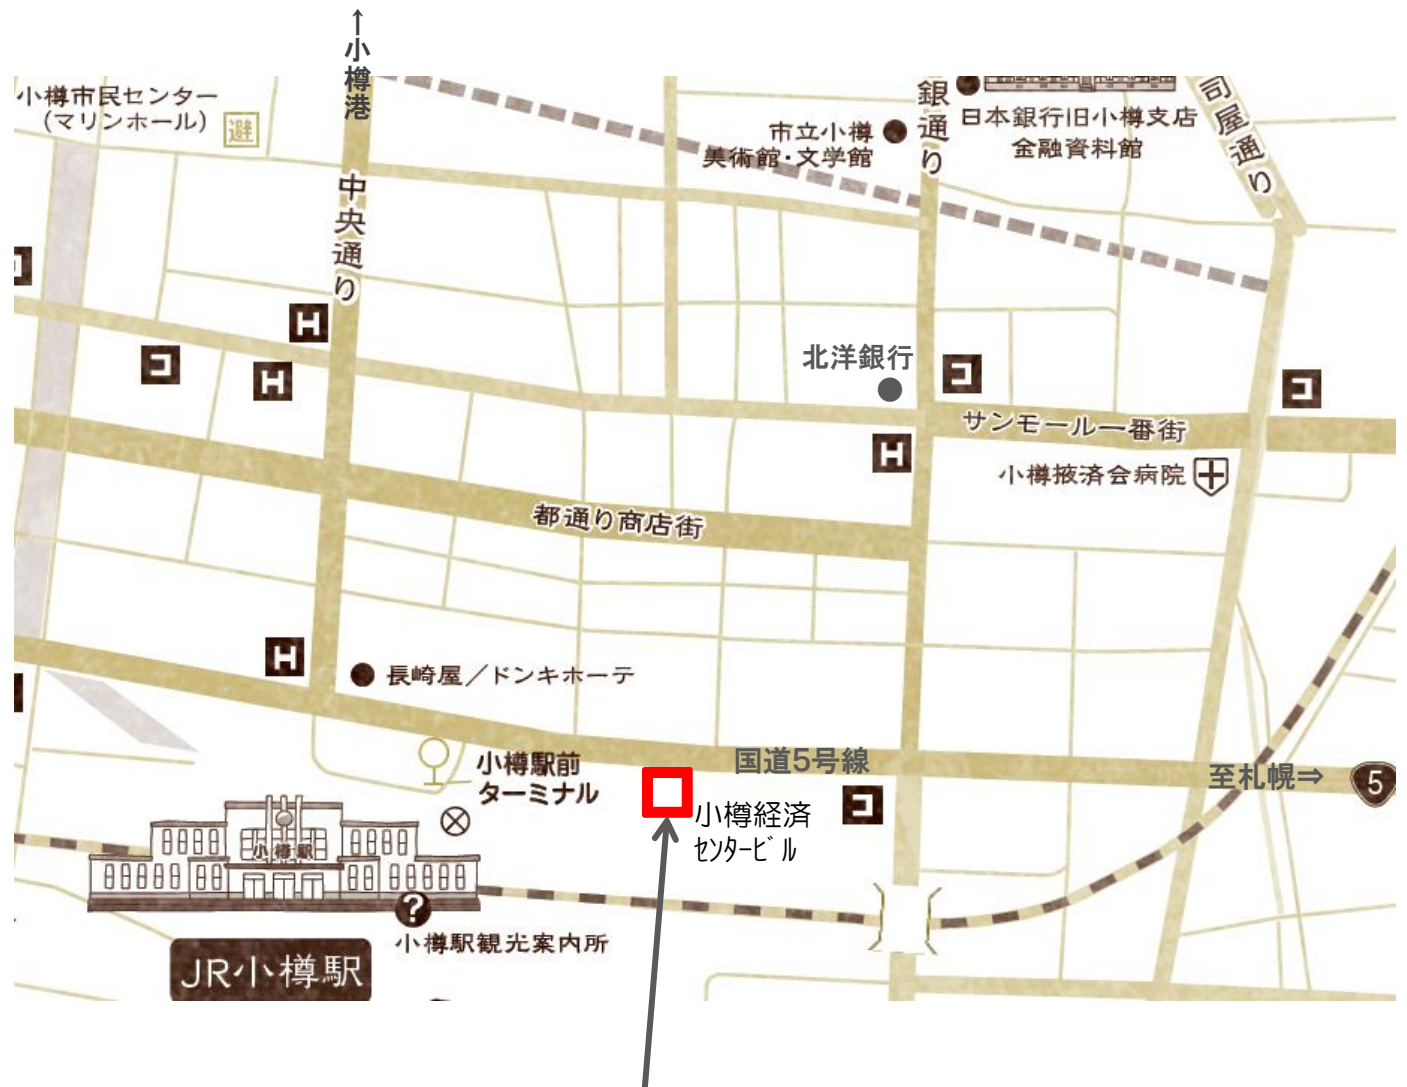 ↑小樽港
小樽市民センター
(マリンホール)
避
中央通り
銀通り
市立小樽
美術館・文学館
日本銀行旧小樽支店
金融資料館
司屋通り
H
H
コ
北洋銀行
コ
コ
サンモール一番街
H
小樽掖済会病院
都通り商店街
H
長崎屋/ドンキホーテ
小樽駅前
ターミナル
国道5号線
至札幌⇒
5
小樽経済
ｾﾝﾀｰﾋﾞﾙ
コ
小樽駅
?
小樽駅観光案内所
JR小樽駅